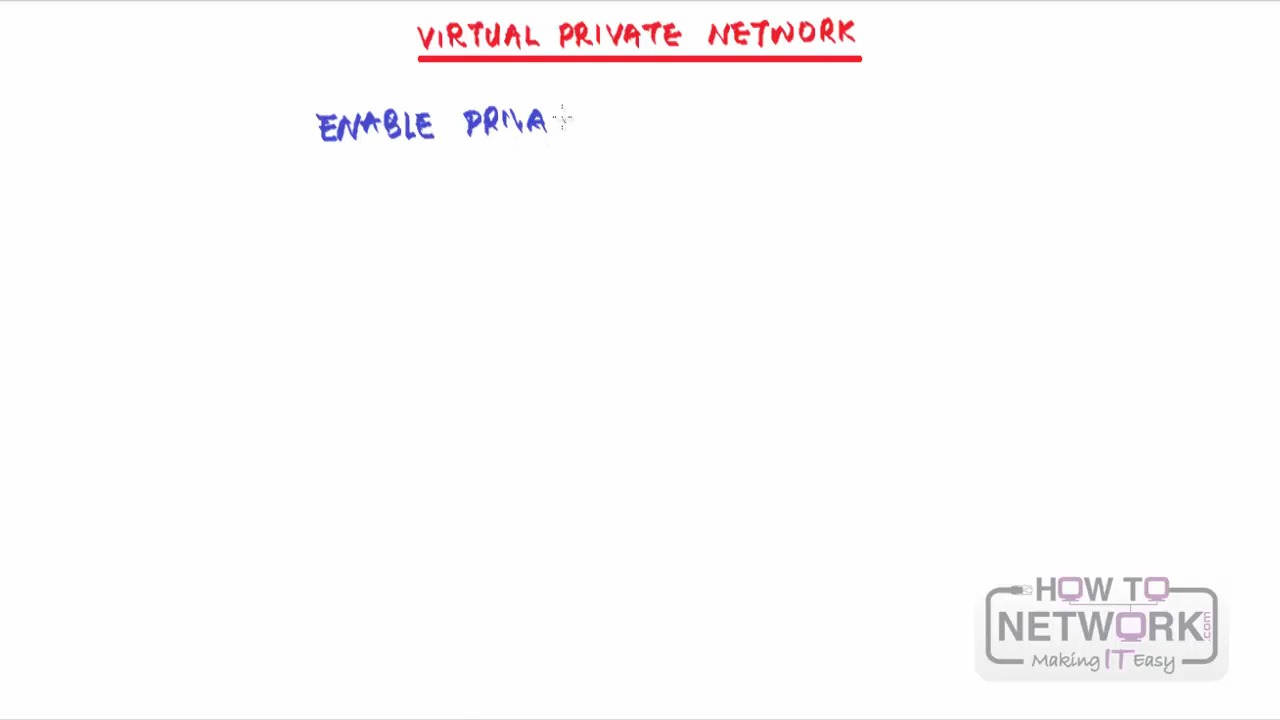 VIRTUAL PRIVATE NETWORK
ENABLE PRIVA
HOW TO
NETWORK.com
Making IT Easy